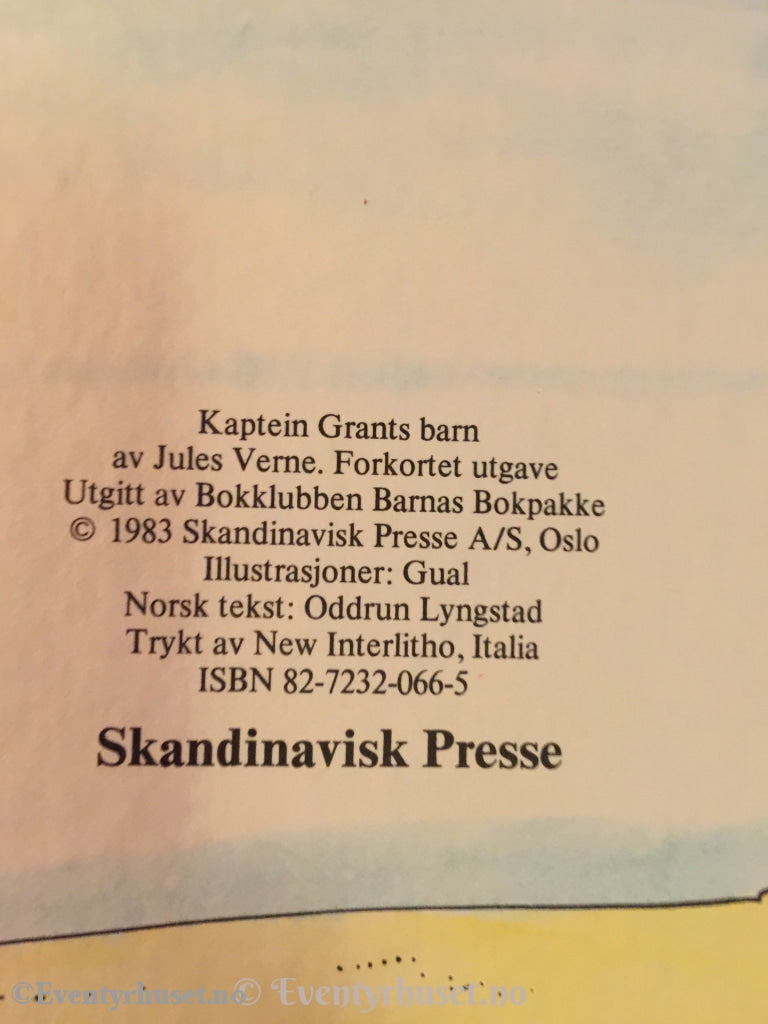 Kaptein Grants barn
av Jules Verne. Forkortet utgave
Utgitt av Bokklubben Barnas Bokpakke
© 1983 Skandinavisk Presse A/S, Oslo
Illustrasjoner: Gual
Norsk tekst: Oddrun Lyngstad
Trykt av New Interlitho, Italia
ISBN 82-7232-066-5
Skandinavisk Presse
©Eventyrhuset.no © Eventyrhuset.no